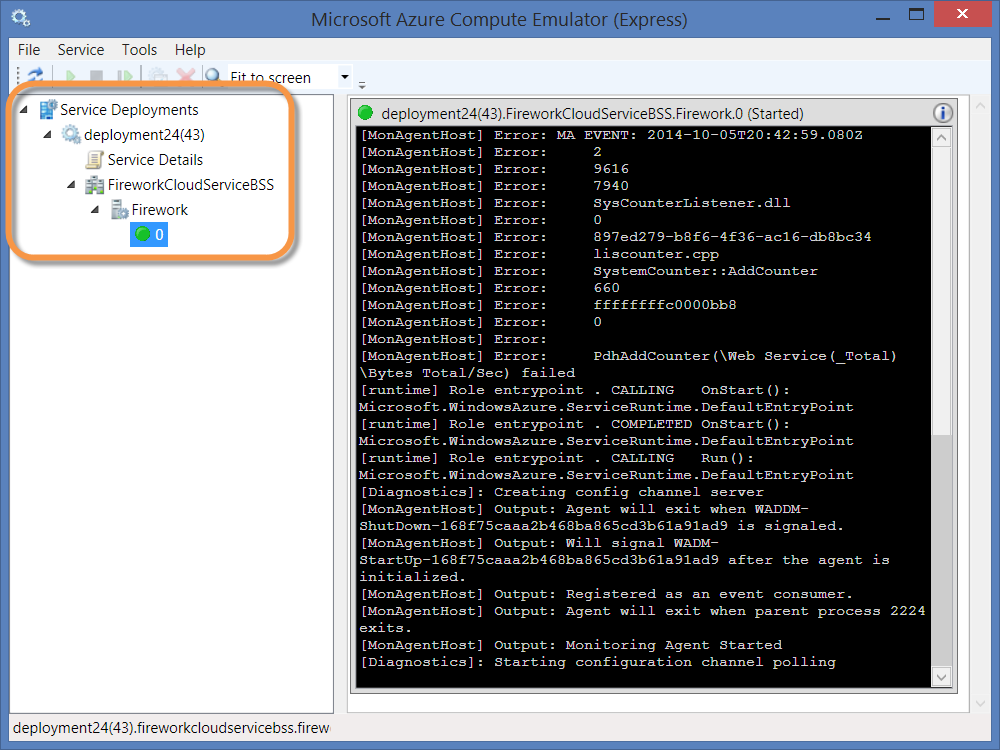 Microsoft Azure Compute Emulator (Express)
File Service Tools Help
Fit to screen
Service Deployments
deployment24(43)
Service Details
FireworkCloudServiceBSS
Firework
0
deployment24(43).FireworkCloudServiceBSS.Firework.0 (Started)
[MonAgentHost] Error: MA EVENT: 2014-10-05T20:42:59.080Z
[MonAgentHost] Error: 2
[MonAgentHost] Error: 9616
[MonAgentHost] Error: 7940
[MonAgentHost] Error: SysCounterListener.dll
[MonAgentHost] Error: 0
[MonAgentHost] Error: 897ed279-b8f6-4f36-ac16-db8bc34
[MonAgentHost] Error: liscounter.cpp
[MonAgentHost] Error: SystemCounter::AddCounter
[MonAgentHost] Error: 660
[MonAgentHost] Error: ffffffffc0000bb8
[MonAgentHost] Error: 0
[MonAgentHost] Error:
[MonAgentHost] Error: PdhAddCounter(\Web Service(_Total)
\Bytes Total/Sec) failed
[runtime] Role entrypoint . CALLING OnStart():
Microsoft.WindowsAzure.ServiceRuntime.DefaultEntryPoint
[runtime] Role entrypoint . COMPLETED OnStart():
Microsoft.WindowsAzure.ServiceRuntime.DefaultEntryPoint
[runtime] Role entrypoint . CALLING Run():
Microsoft.WindowsAzure.ServiceRuntime.DefaultEntryPoint
[Diagnostics]: Creating config channel server
[MonAgentHost] Output: Agent will exit when WADDM-
ShutDown-168f75caaa2b468ba865cd3b61a91ad9 is signaled.
[MonAgentHost] Output: Will signal WADM-
StartUp-168f75caaa2b468ba865cd3b61a91ad9 after the agent is
initialized.
[MonAgentHost] Output: Registered as an event consumer.
[MonAgentHost] Output: Agent will exit when parent process 2224
exits.
[MonAgentHost] Output: Monitoring Agent Started
[Diagnostics]: Starting configuration channel polling
deployment24(43).fireworkcloudservicebss.firew